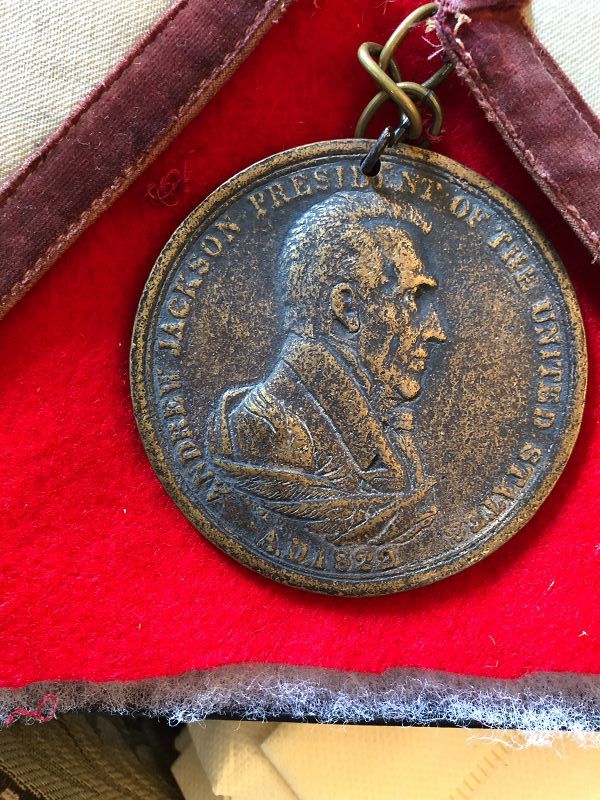 ANDREW JACKSON PRESIDENT OF THE UNITED STATES
A.D. 1829